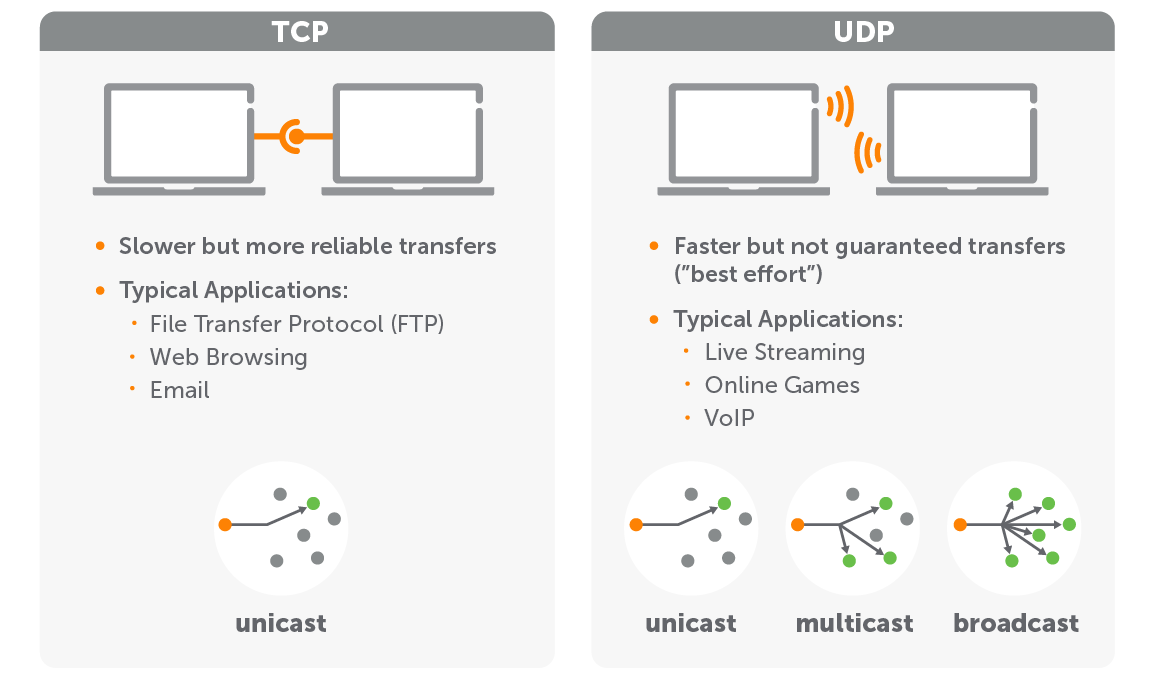 TCP
Slower but more reliable transfers
Typical Applications:
File Transfer Protocol (FTP)
Web Browsing
Email
unicast
UDP
Faster but not guaranteed transfers
(”best effort”)
Typical Applications:
Live Streaming
Online Games
VoIP
unicast
multicast
broadcast